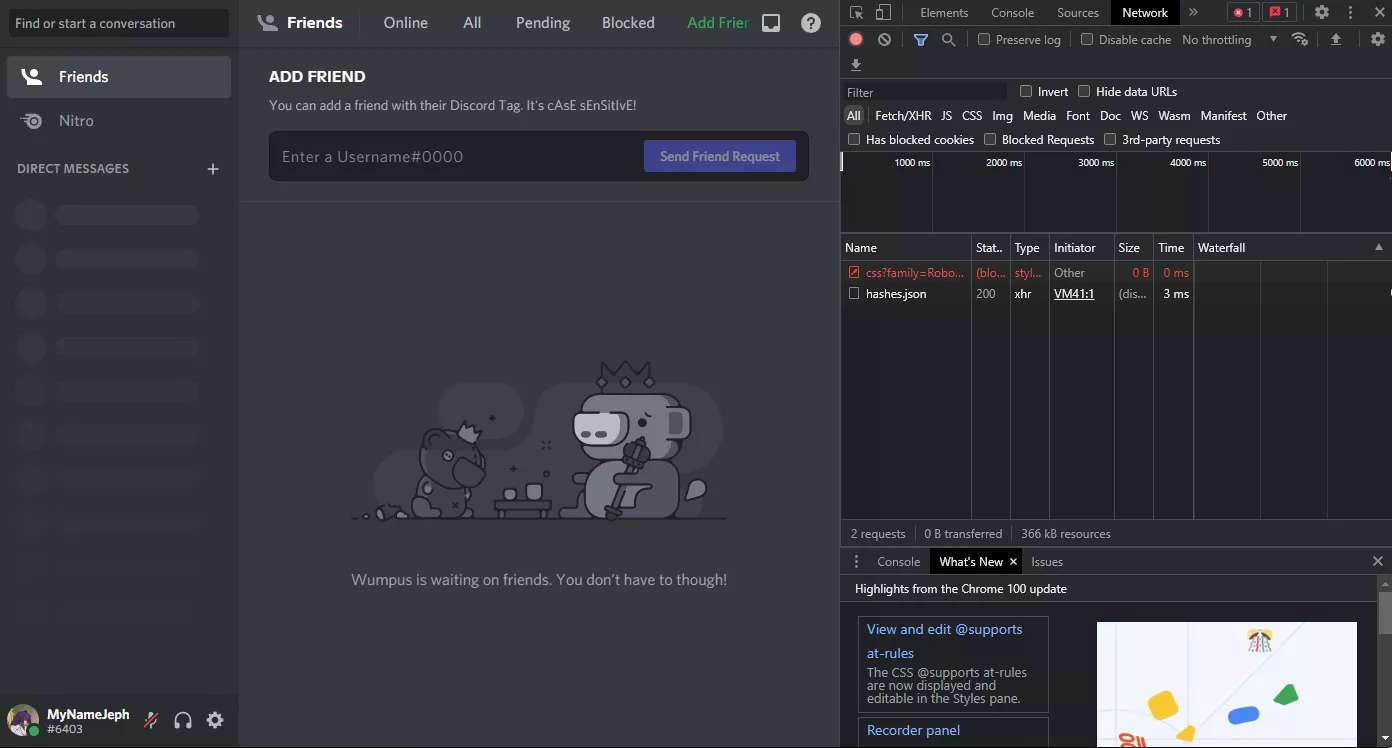 Find or start a conversation
Friends
Nitro
DIRECT MESSAGES
MyNameJeph
#6403
Friends
Online
All
Pending
Blocked
Add Frien
ADD FRIEND
You can add a friend with their Discord Tag. It's cAsE sEnSitIvE!
Enter a Username#0000
Send Friend Request
Wumpus is waiting on friends. You don't have to though!
Elements Console Sources Network 1 1
Preserve log Disable cache No throttling
Filter Invert Hide data URLs
All Fetch/XHR JS CSS Img Media Font Doc WS Wasm Manifest Other
Has blocked cookies Blocked Requests 3rd-party requests
1000 ms 2000 ms 3000 ms 4000 ms 5000 ms 6000 ms
Name Stat.. Type Initiator Size Time Waterfall
css?family=Robo... (blo... styl... Other 0 B 0 ms
hashes.json 200 xhr VM41:1 (dis... 3 ms
2 requests 0 B transferred 366 kB resources
Console What's New Issues
Highlights from the Chrome 100 update
View and edit @supports
at-rules
The CSS @supports at-rules
are now displayed and
editable in the Styles pane.
Recorder panel